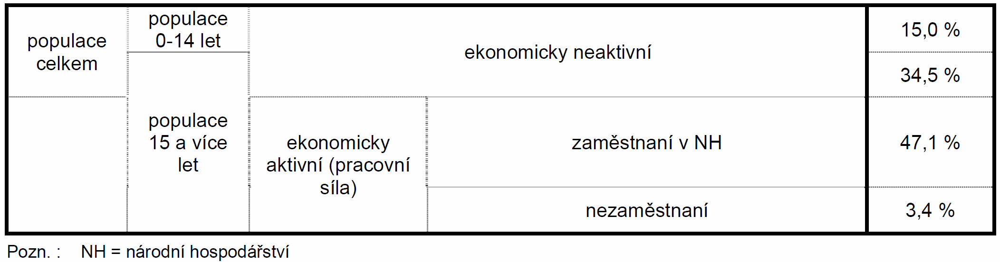 populace
celkem
populace
0-14 let
ekonomicky neaktivní
15,0 %
34,5 %
populace
15 a více
let
ekonomicky
aktivní (pracovní
síla)
zaměstnaní v NH
47,1 %
nezaměstnaní
3,4 %
Pozn. : NH = národní hospodářství